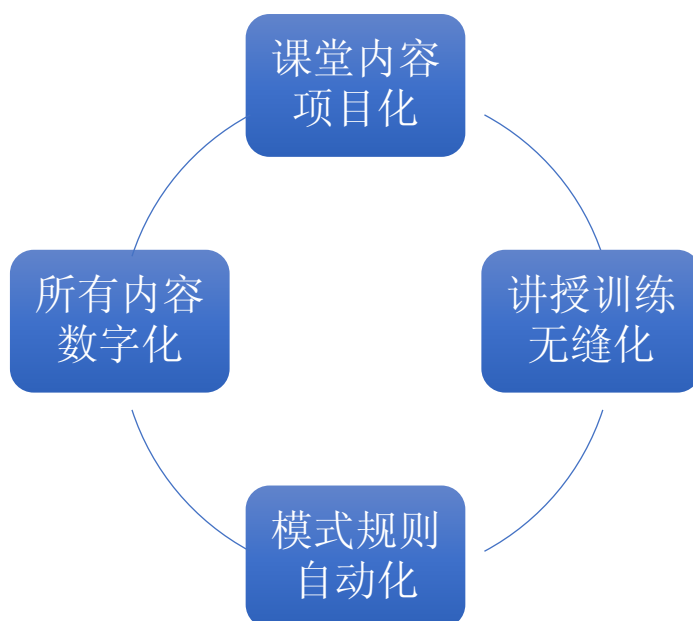 课堂内容
项目化
所有内容
数字化
讲授训练
无缝化
模式规则
自动化